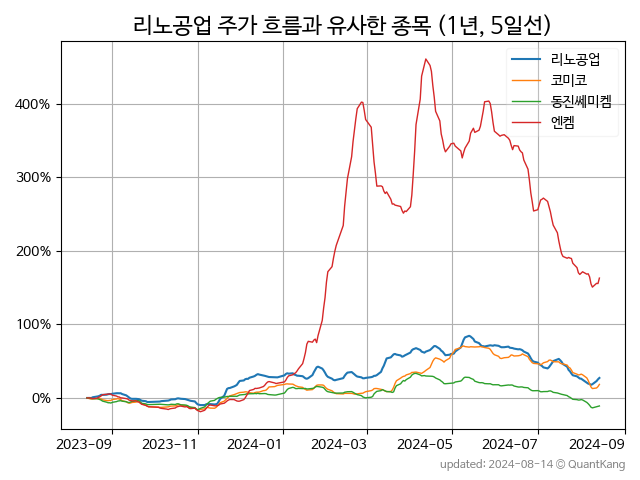 리노공업 주가 흐름과 유사한 종목 (1년, 5일선)
리노공업
코미코
동진쎄미켐
엔켐
400%
300%
200%
100%
0%
2023-09 2023-11 2024-01 2024-03 2024-05 2024-07 2024-09
updated: 2024-08-14 © QuantKang